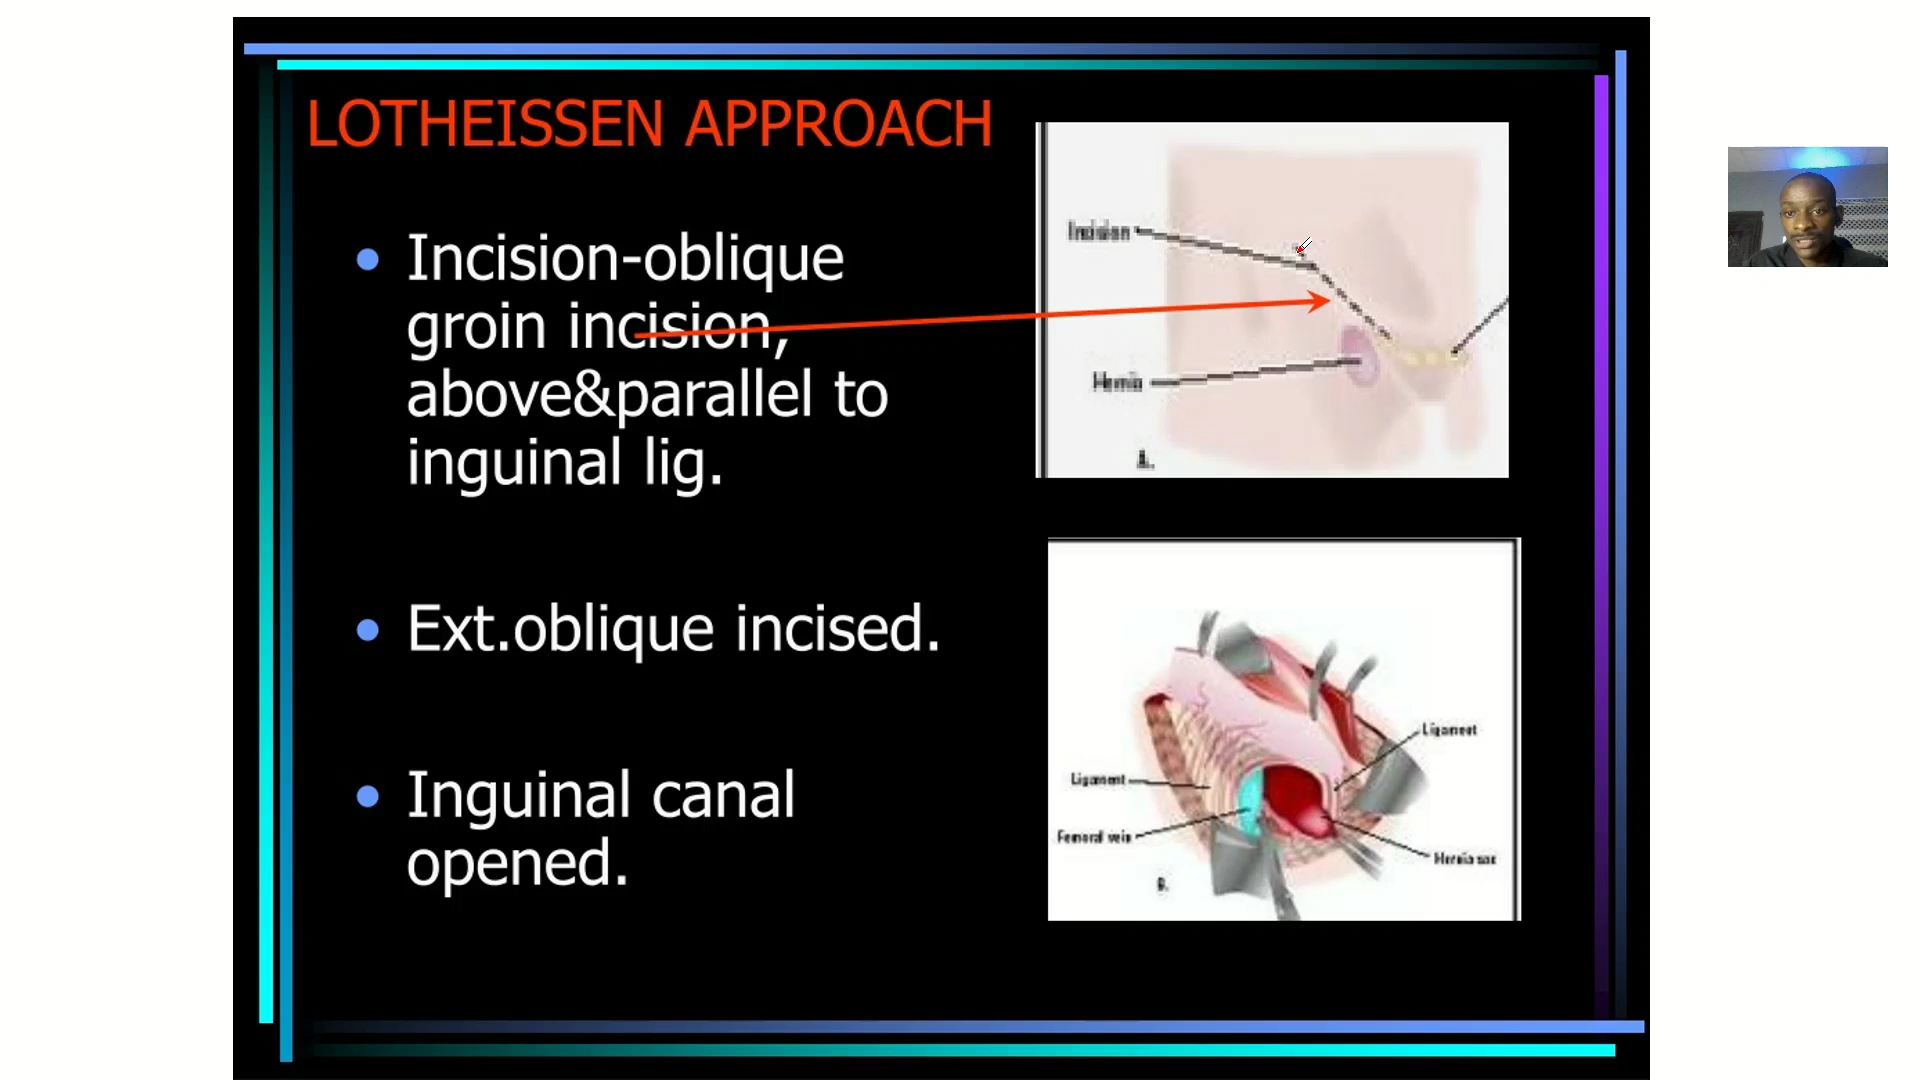 LOTHEISSEN APPROACH
Incision-oblique
groin incision,
above&parallel to
inguinal lig.
Ext.oblique incised.
Inguinal canal
opened.
Incision
Hernia
A.
Ligament
Ligament
Femoral vein
Hernia sac
B.